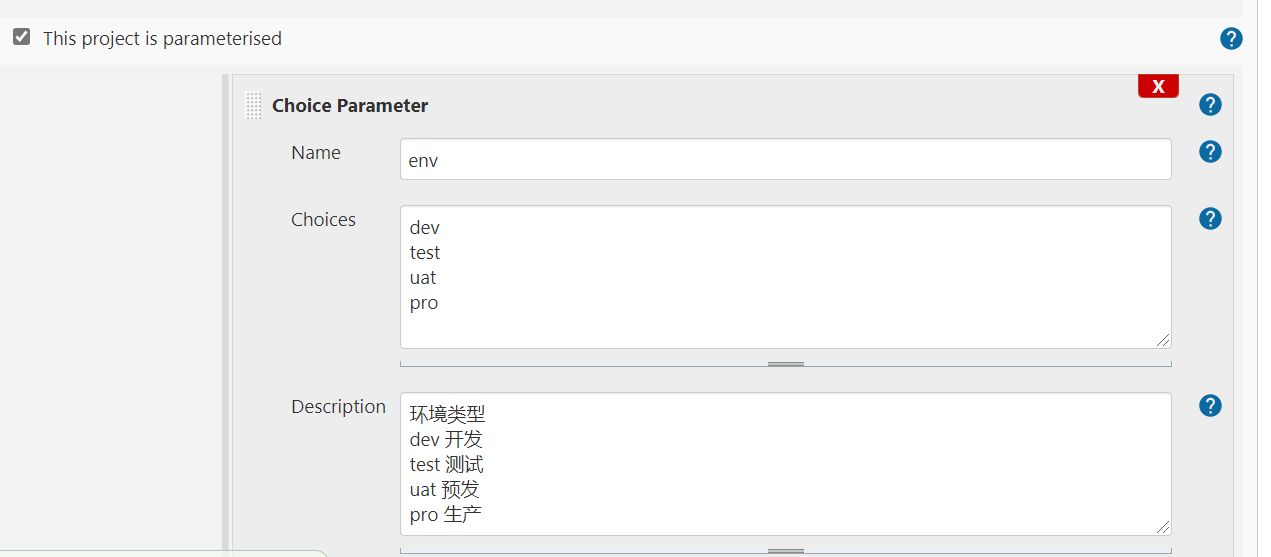 This project is parameterised
?
X
Choice Parameter
?
Name
env
?
Choices
dev
test
uat
pro
?
Description
环境类型
dev 开发
test 测试
uat 预发
pro 生产
?